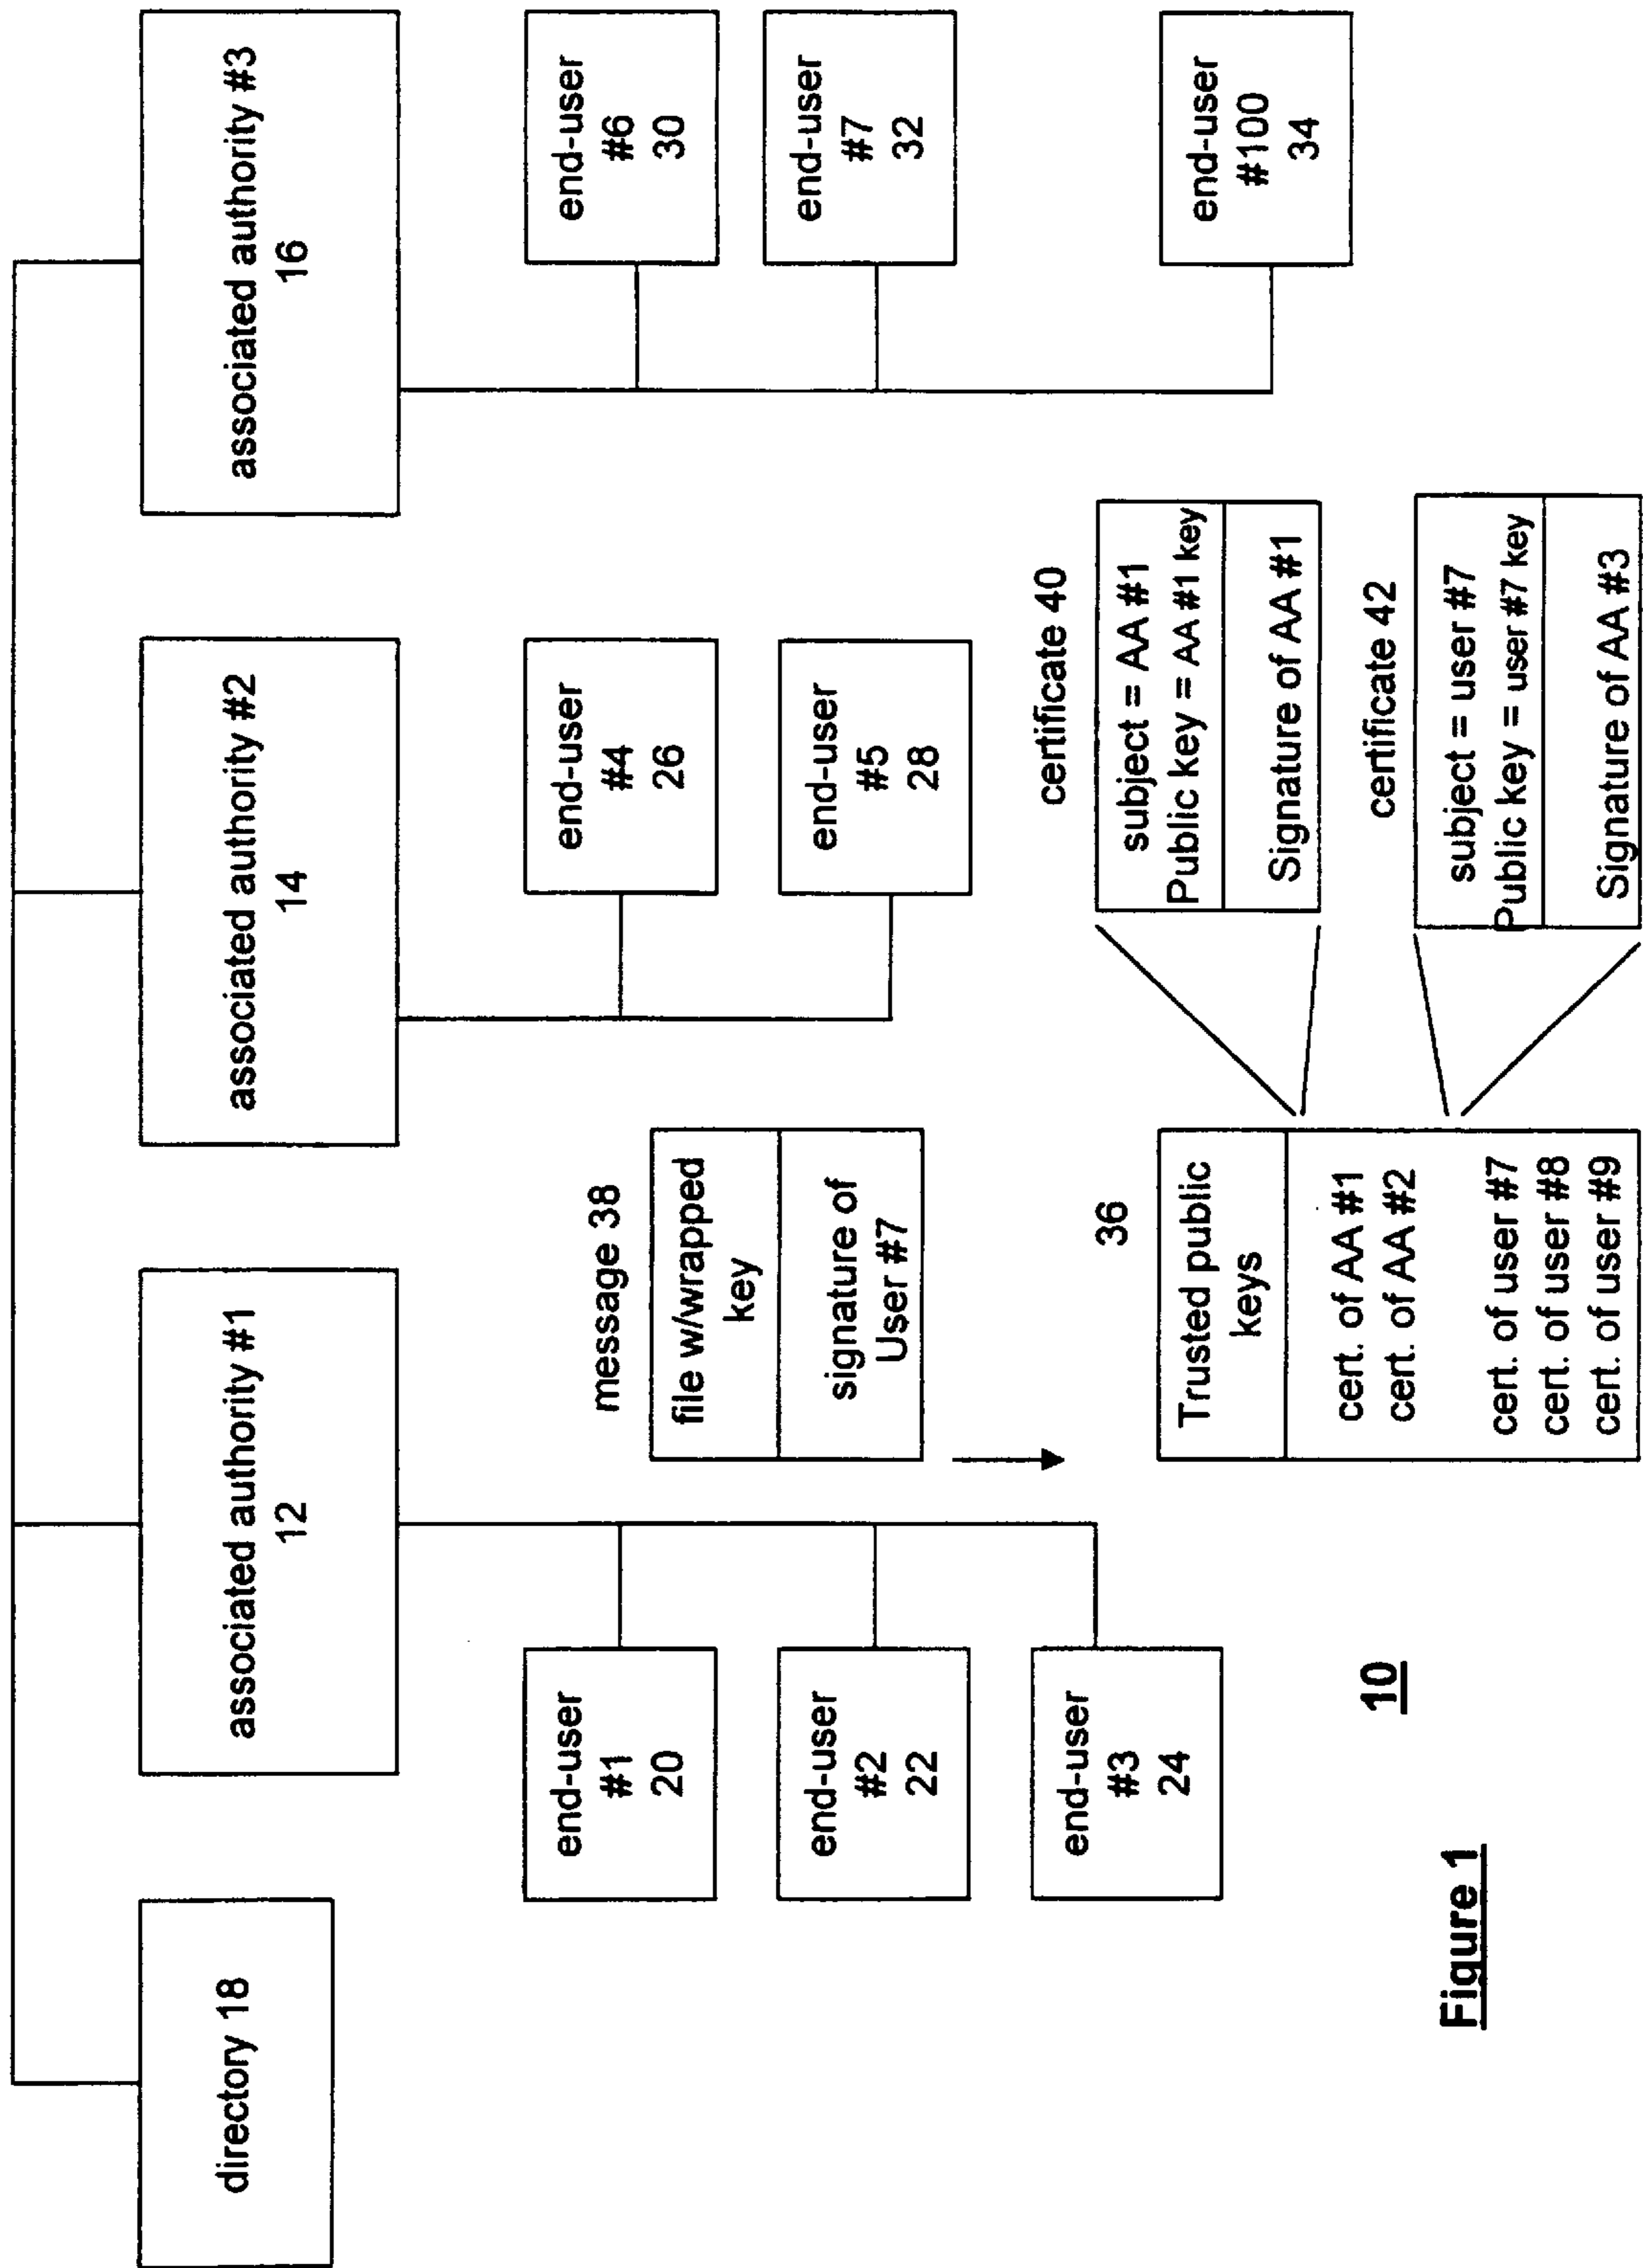 directory 18
associated authority #1
12
associated authority #2
14
associated authority #3
16
end-user
#1
20
end-user
#2
22
end-user
#3
24
message 38
file w/wrapped
key
signature of
User #7
end-user
#4
26
end-user
#5
28
end-user
#6
30
end-user
#7
32
end-user
#100
34
36
Trusted public
keys
cert. of AA #1
cert. of AA #2
cert. of user #7
cert. of user #8
cert. of user #9
certificate 40
subject = AA #1
Public key = AA #1 key
Signature of AA #1
certificate 42
subject = user #7
Public key = user #7 key
Signature of AA #3
10
Figure 1